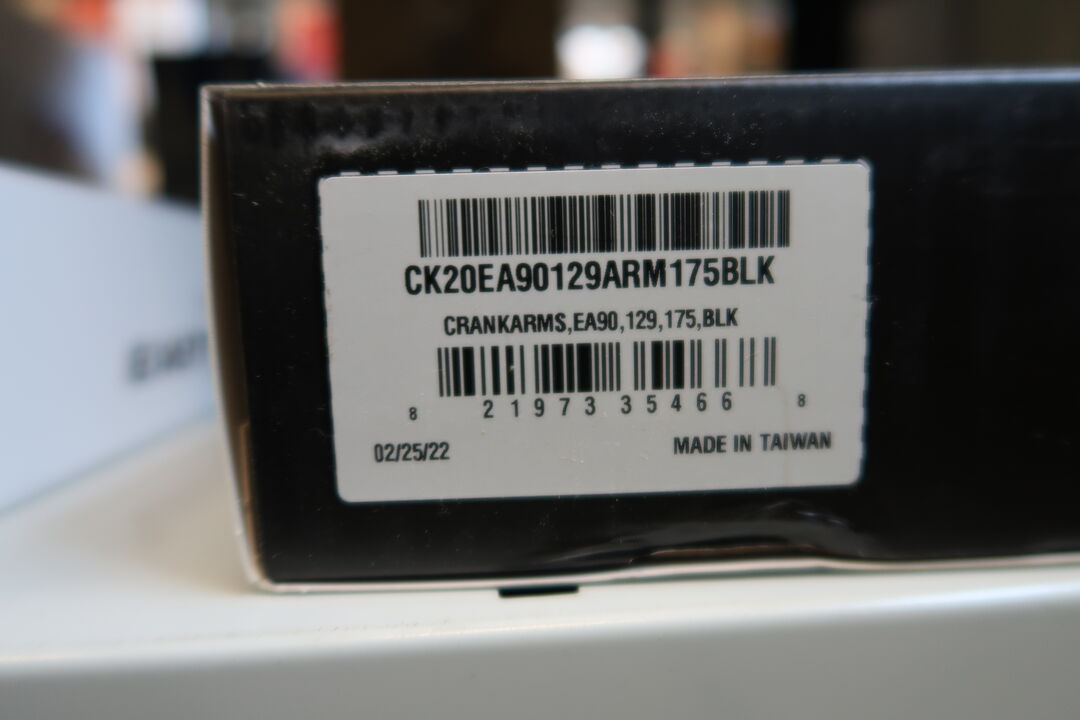 CK20EA90129ARM175BLK
CRANKARMS,EA90,129,175,BLK
8 21973 35466 8
02/25/22 MADE IN TAIWAN